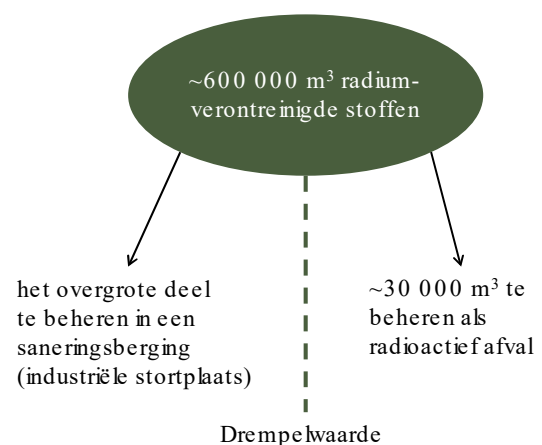 ~600 000 m³ radium-
verontreinigde stoffen
het overgrote deel
te beheren in een
saneringsberging
(industriële stortplaats)
~30 000 m³ te
beheren als
radioactief afval
Drempelwaarde